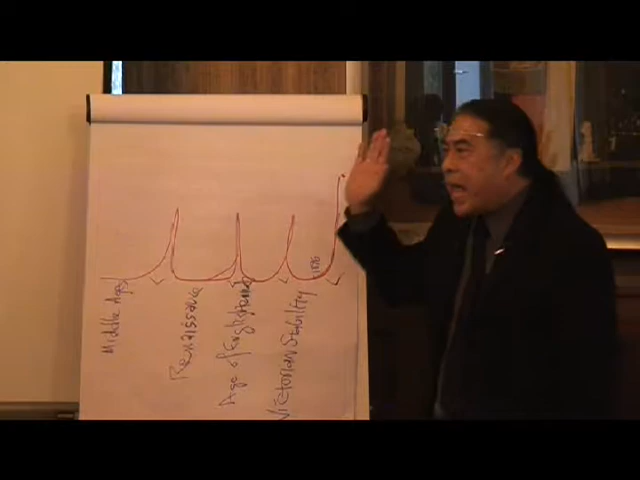 Middle Ages
Renaissance
Age of Enlightenment
Victorian Stability